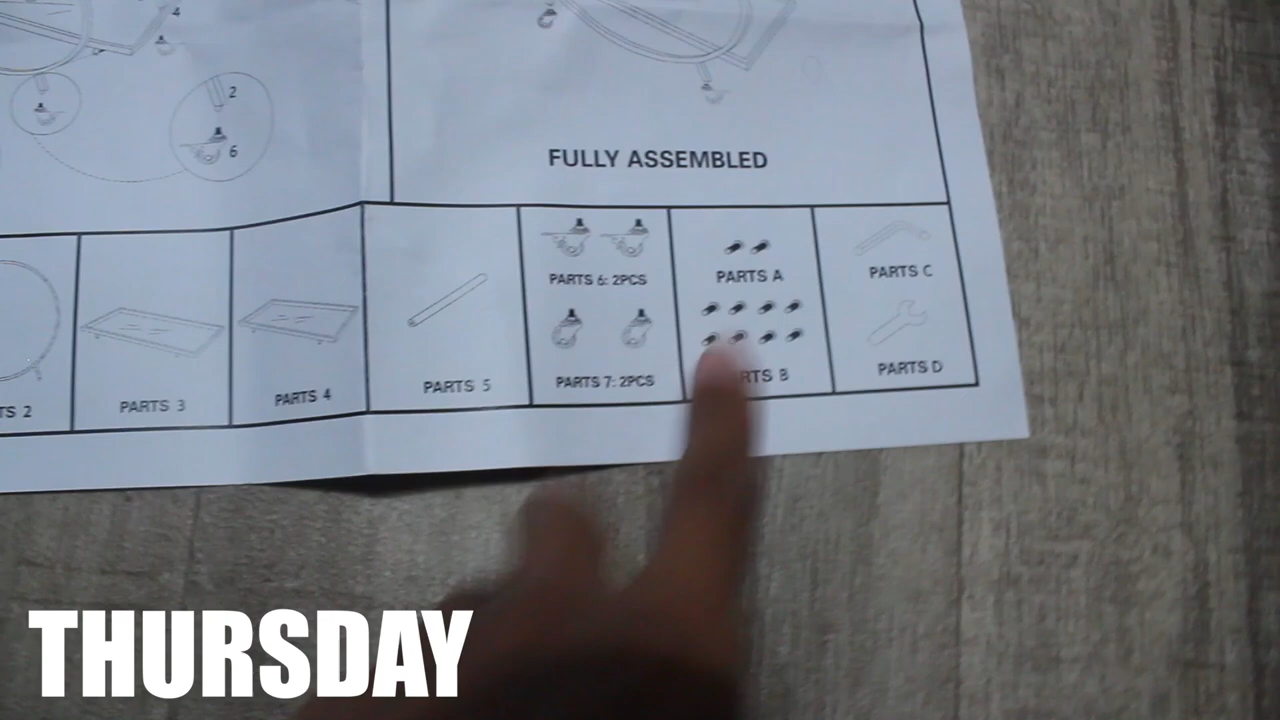 4
2
6
FULLY ASSEMBLED
PARTS 3
PARTS 4
PARTS 5
PARTS 6: 2PCS
PARTS 7: 2PCS
PARTS A
RTS B
PARTS C
PARTS D
TS 2
THURSDAY